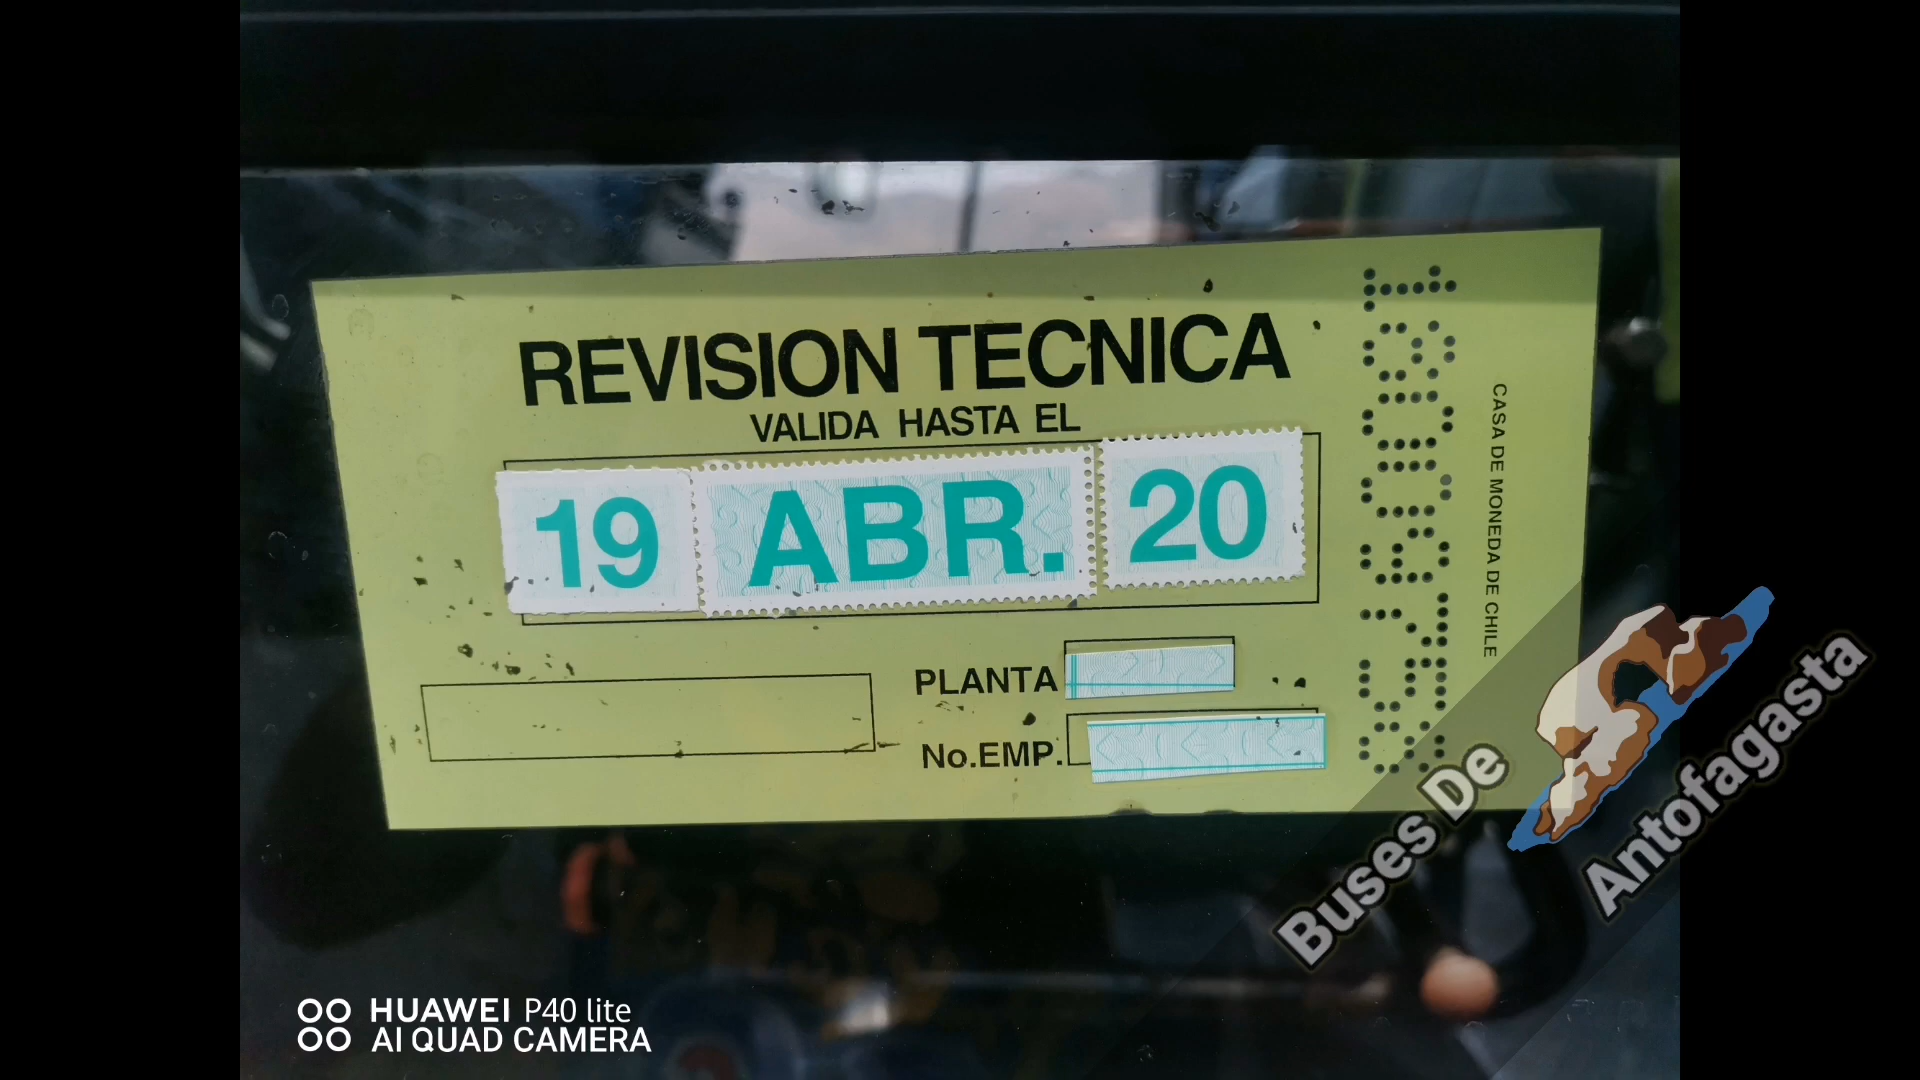 REVISION TECNICA
VALIDA HASTA EL
19 ABR. 20
PLANTA
No.EMP.
CASA DE MONEDA DE CHILE
Buses De
Antofagasta
HUAWEI P40 lite
AI QUAD CAMERA